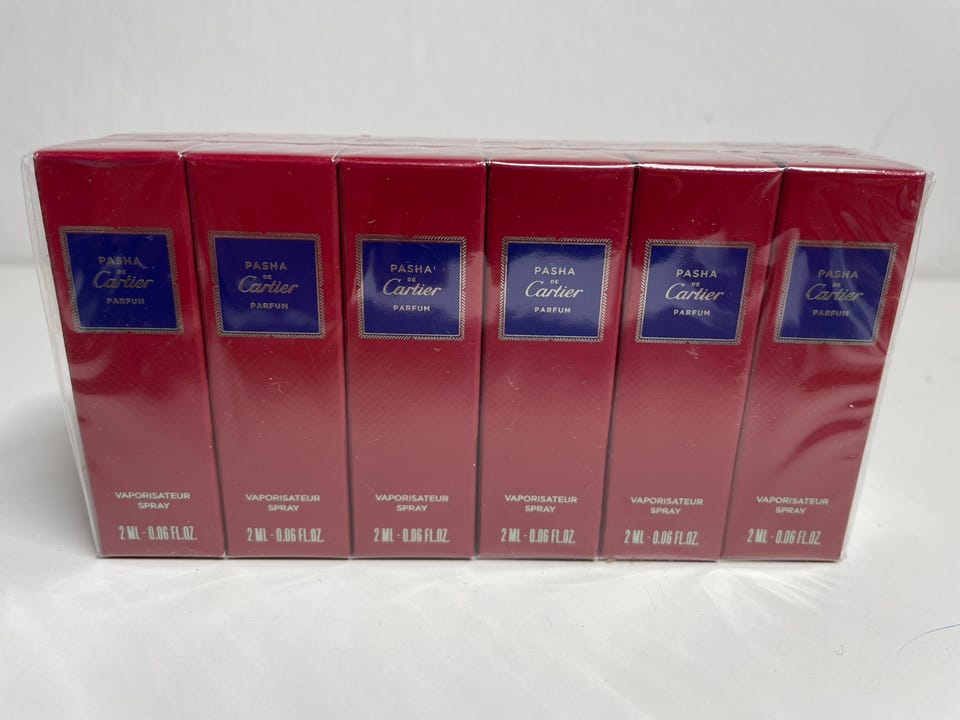 PASHA
DE
Cartier
PARFUM
VAPORISATEUR
SPRAY
2 ML - 0.06 FL.OZ.
PASHA
DE
Cartier
PARFUM
VAPORISATEUR
SPRAY
2 ML - 0.06 FL.OZ.
PASHA
DE
Cartier
PARFUM
VAPORISATEUR
SPRAY
2 ML - 0.06 FL.OZ.
PASHA
DE
Cartier
PARFUM
VAPORISATEUR
SPRAY
2 ML - 0.06 FL.OZ.
PASHA
DE
Cartier
PARFUM
VAPORISATEUR
SPRAY
2 ML - 0.06 FL.OZ.
PASHA
DE
Cartier
PARFUM
VAPORISATEUR
SPRAY
2 ML - 0.06 FL.OZ.